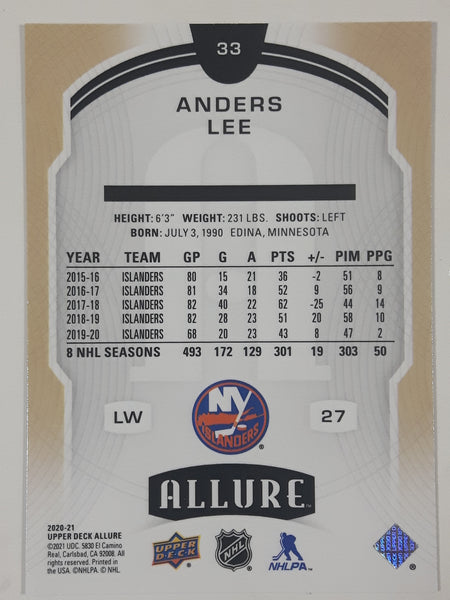 33
ANDERS
LEE
HEIGHT: 6'3" WEIGHT: 231 LBS. SHOOTS: LEFT
BORN: JULY 3, 1990 EDINA, MINNESOTA
YEAR TEAM GP G A PTS +/- PIM PPG
2015-16 ISLANDERS 80 15 21 36 -2 51 8
2016-17 ISLANDERS 81 34 18 52 9 56 9
2017-18 ISLANDERS 82 40 22 62 -25 44 14
2018-19 ISLANDERS 82 28 23 51 20 58 10
2019-20 ISLANDERS 68 20 23 43 8 47 2
8 NHL SEASONS 493 172 129 301 19 303 50
LW
NY
ISLANDERS
®
27
ALLURE™
2020-21
UPPER DECK ALLURE
©2021 UDC. 5830 El Camino
Real, Carlsbad, CA 92008. All
rights reserved. Printed in
the USA. ©NHLPA. © NHL.
UPPER
DECK
NHL
NHLPA
®